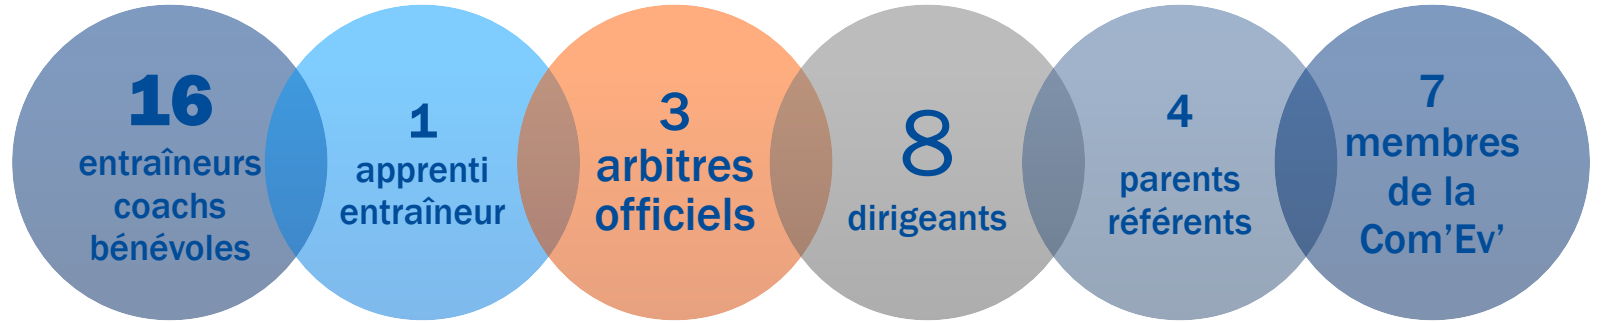 16
entraîneurs
coachs
bénévoles
1
apprenti
entraîneur
3
arbitres
officiels
8
dirigeants
4
parents
référents
7
membres
de la
Com’Ev’